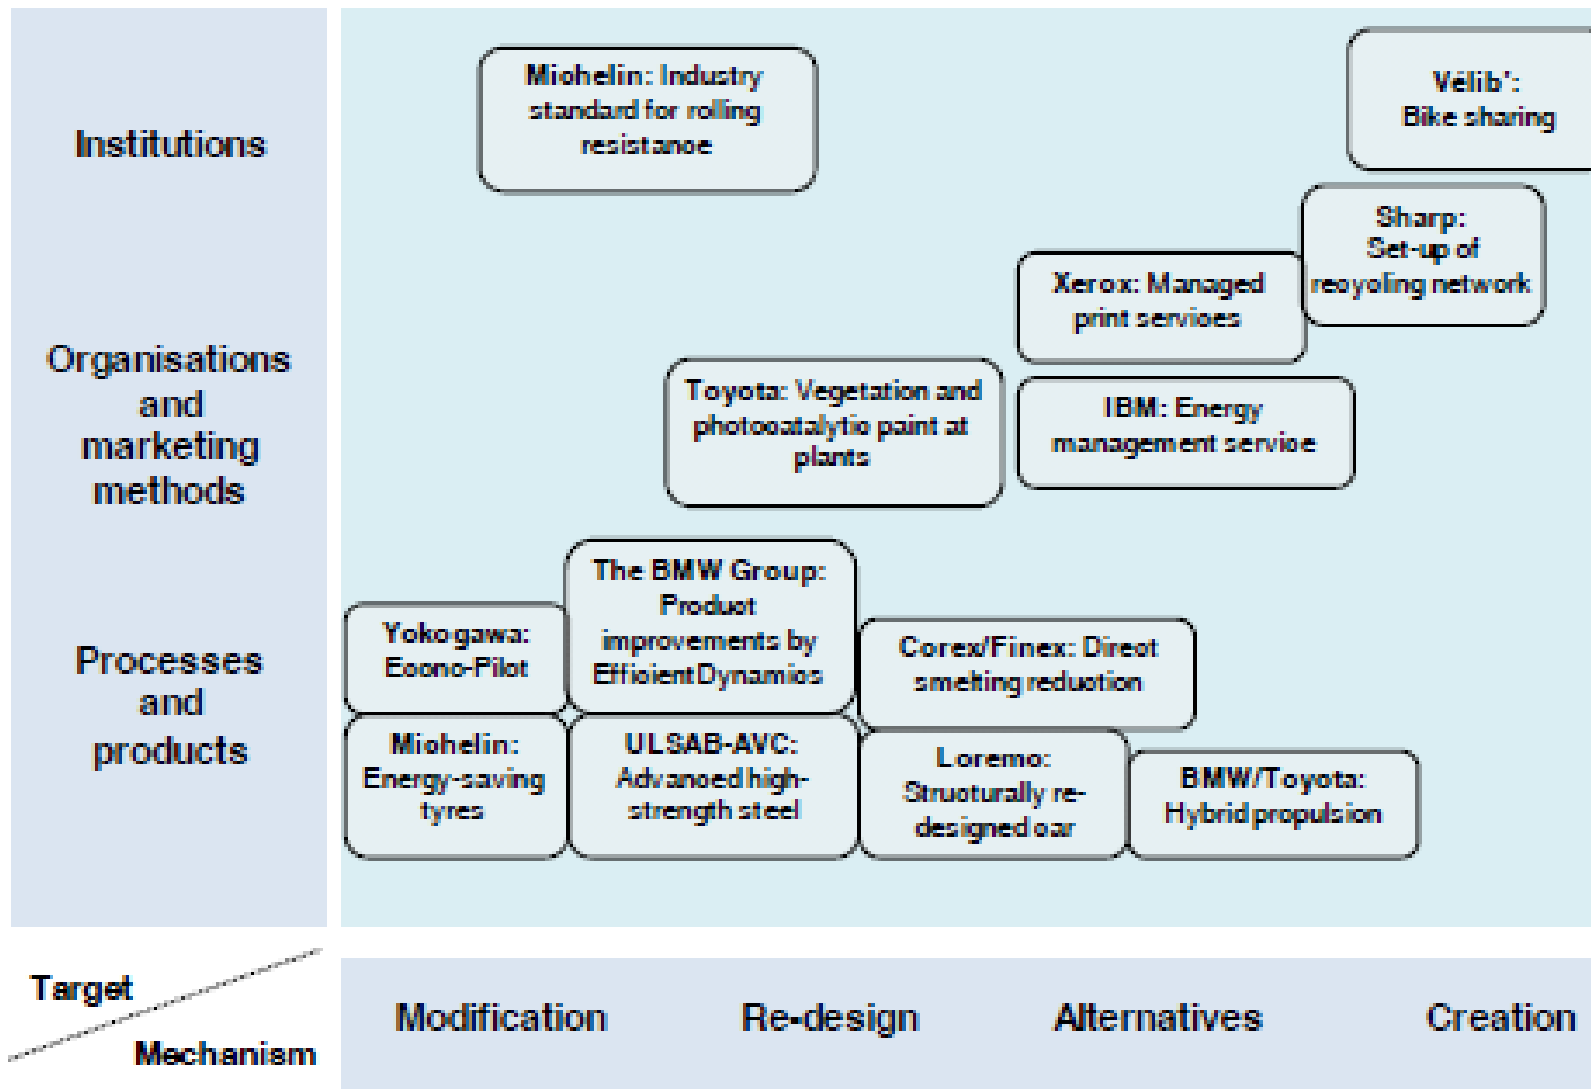 Institutions
Michelin: Industry
standard for rolling
resistance
Vélib':
Bike sharing
Sharp:
Set-up of
recycling network
Xerox: Managed
print services
Organisations
and
marketing
methods
Toyota: Vegetation and
photocatalytic paint at
plants
IBM: Energy
management service
Processes
and
products
Yokogawa:
Econo-Pilot
The BMW Group:
Product
improvements by
EfficientDynamics
Corex/Finex: Direct
smelting reduction
Michelin:
Energy-saving
tyres
ULSAB-AVC:
Advanced high-
strength steel
Loremo:
Structurally re-
designed car
BMW/Toyota:
Hybrid propulsion
Target
Mechanism
Modification
Re-design
Alternatives
Creation